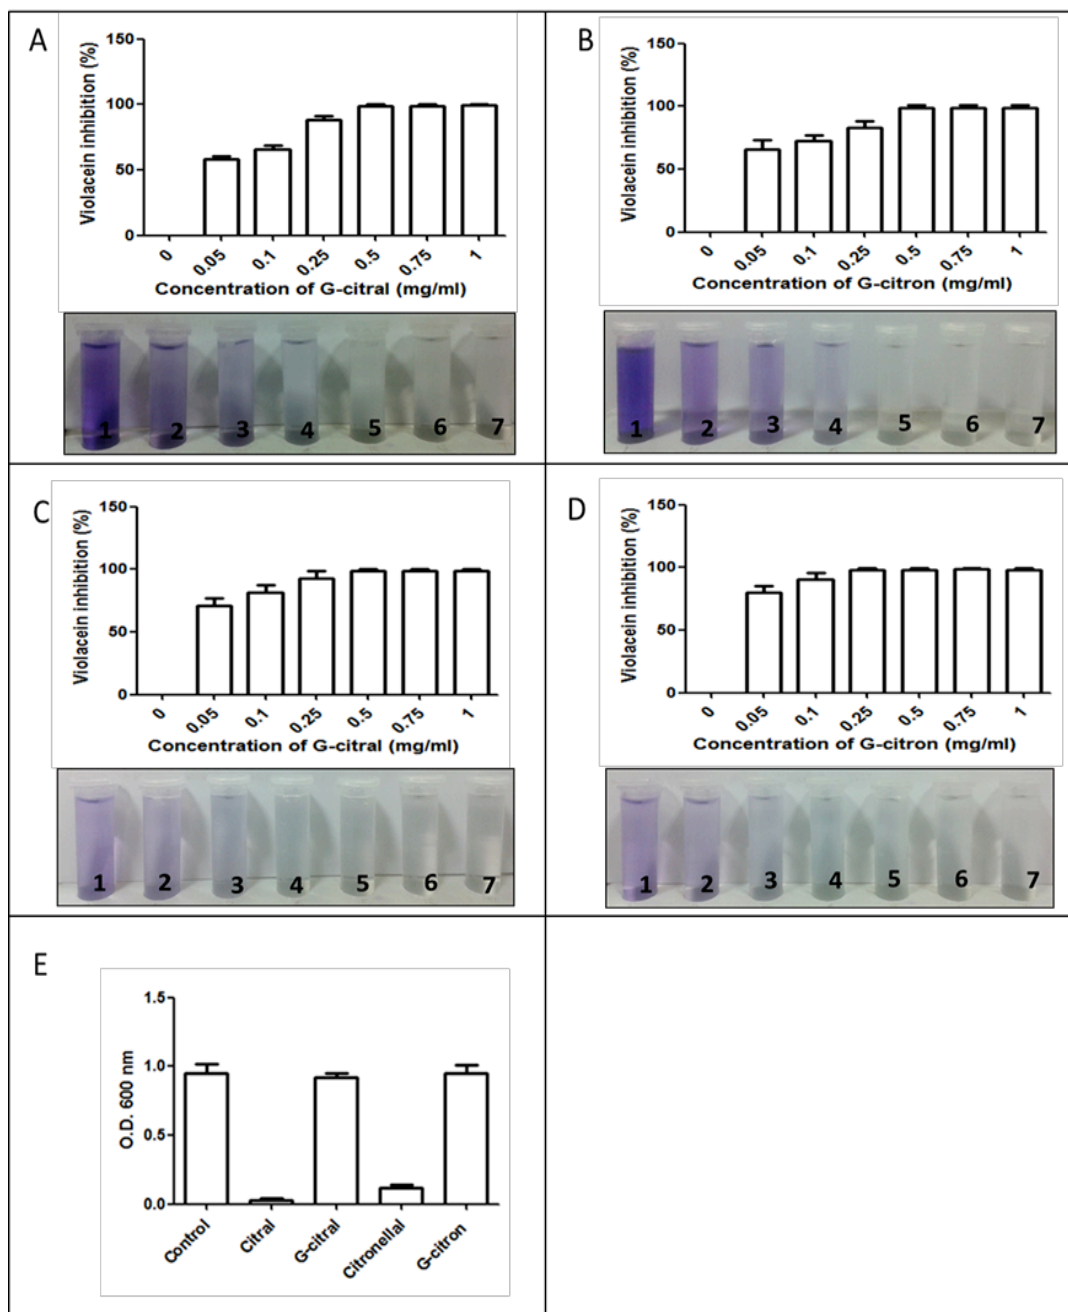 A
Violacein inhibition (%)
150
100
50
0
0 0.05 0.1 0.25 0.5 0.75 1
Concentration of G-citral (mg/ml)
1 2 3 4 5 6 7
B
Violacein inhibition (%)
150
100
50
0
0 0.05 0.1 0.25 0.5 0.75 1
Concentration of G-citron (mg/ml)
1 2 3 4 5 6 7
C
Violacein inhibition (%)
150
100
50
0
0 0.05 0.1 0.25 0.5 0.75 1
Concentration of G-citral (mg/ml)
1 2 3 4 5 6 7
D
Violacein inhibition (%)
150
100
50
0
0 0.05 0.1 0.25 0.5 0.75 1
Concentration of G-citron (mg/ml)
1 2 3 4 5 6 7
E
O.D. 600 nm
1.5
1.0
0.5
0.0
Control Citral G-citral Citronellal G-citron